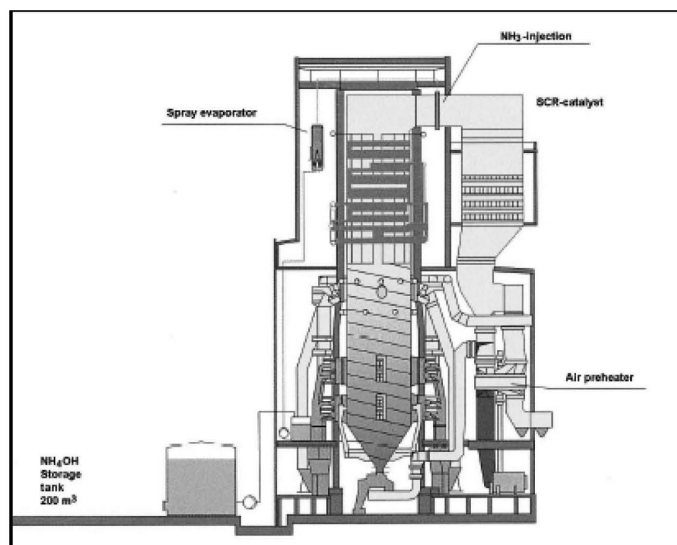 NH₃-injection
SCR-catalyst
Spray evaporator
Air preheater
NH₄OH
Storage
tank
200 m³